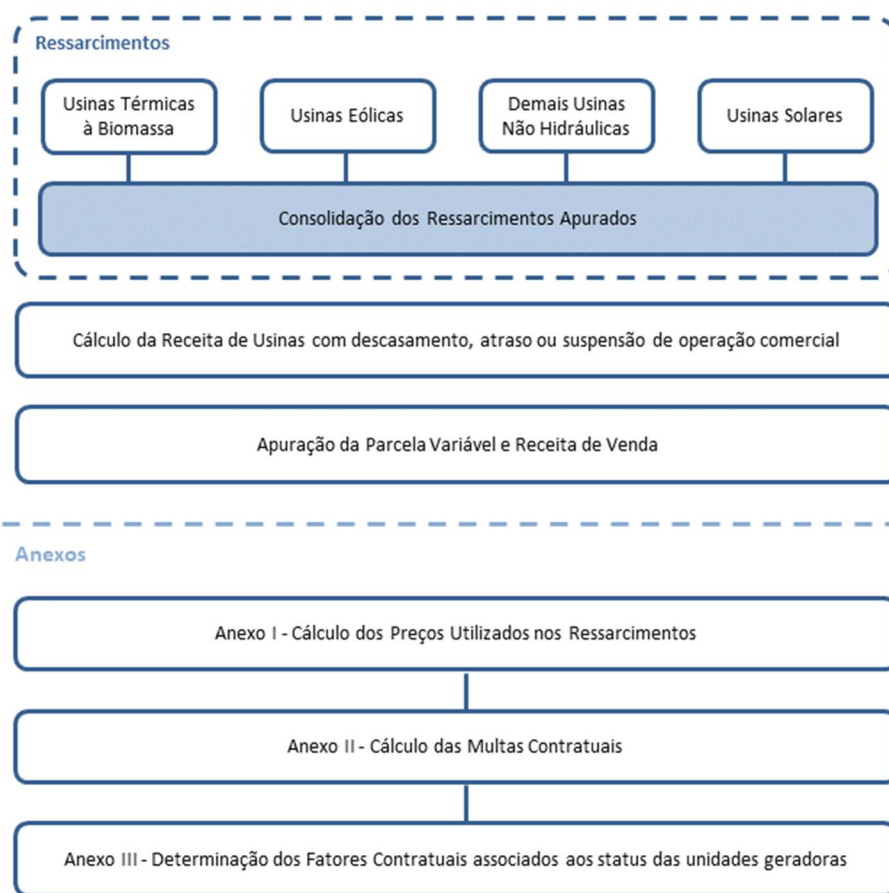 Ressarcimentos
Usinas Térmicas
à Biomassa
Usinas Eólicas
Demais Usinas
Não Hidráulicas
Usinas Solares
Consolidação dos Ressarcimentos Apurados
Cálculo da Receita de Usinas com descasamento, atraso ou suspensão de operação comercial
Apuração da Parcela Variável e Receita de Venda
Anexos
Anexo I - Cálculo dos Preços Utilizados nos Ressarcimentos
Anexo II - Cálculo das Multas Contratuais
Anexo III - Determinação dos Fatores Contratuais associados aos status das unidades geradoras